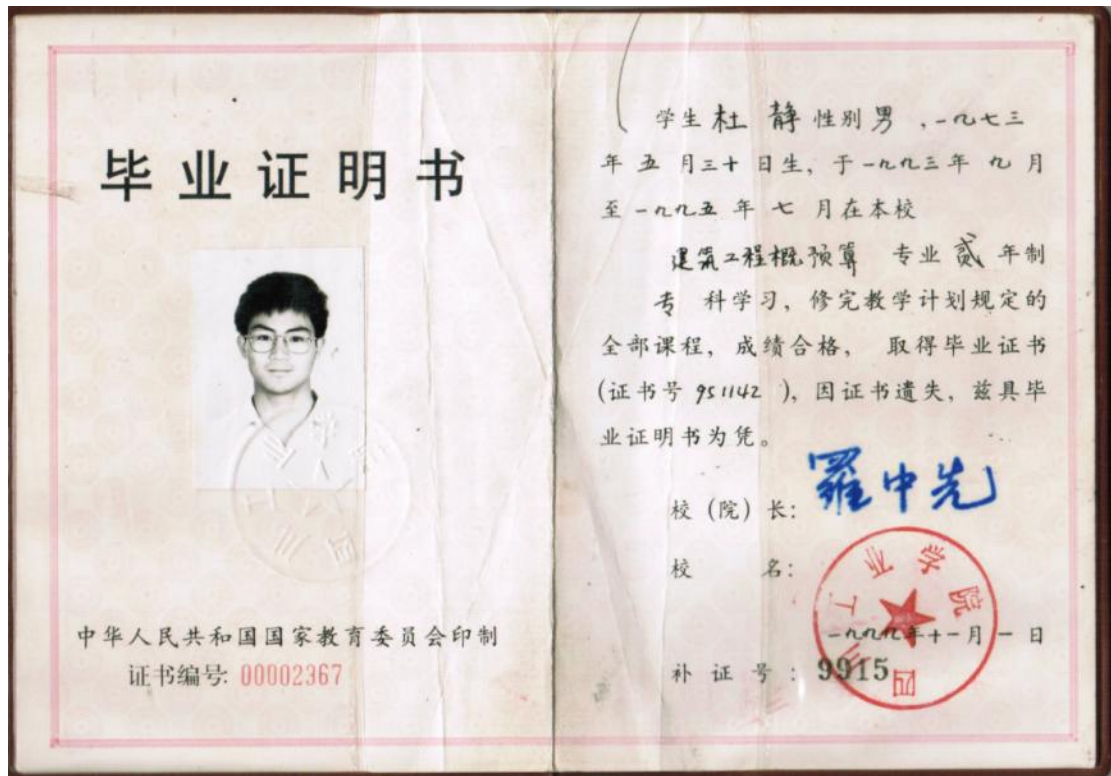 毕业证明书
中华人民共和国国家教育委员会印制
证书编号: 00002367
学生杜静性别男,一九七三
年五月三十日生,于一九九三年九月
至一九九五年七月在本校
建筑工程概预算 专业贰年制
专科学习,修完教学计划规定的
全部课程,成绩合格, 取得毕业证书
(证书号 951142 ),因证书遗失,兹具毕
业证明书为凭。
校(院)长: 羅中先
校 名:
四川工业学院
一九九九年十一月一日
补证号: 9915